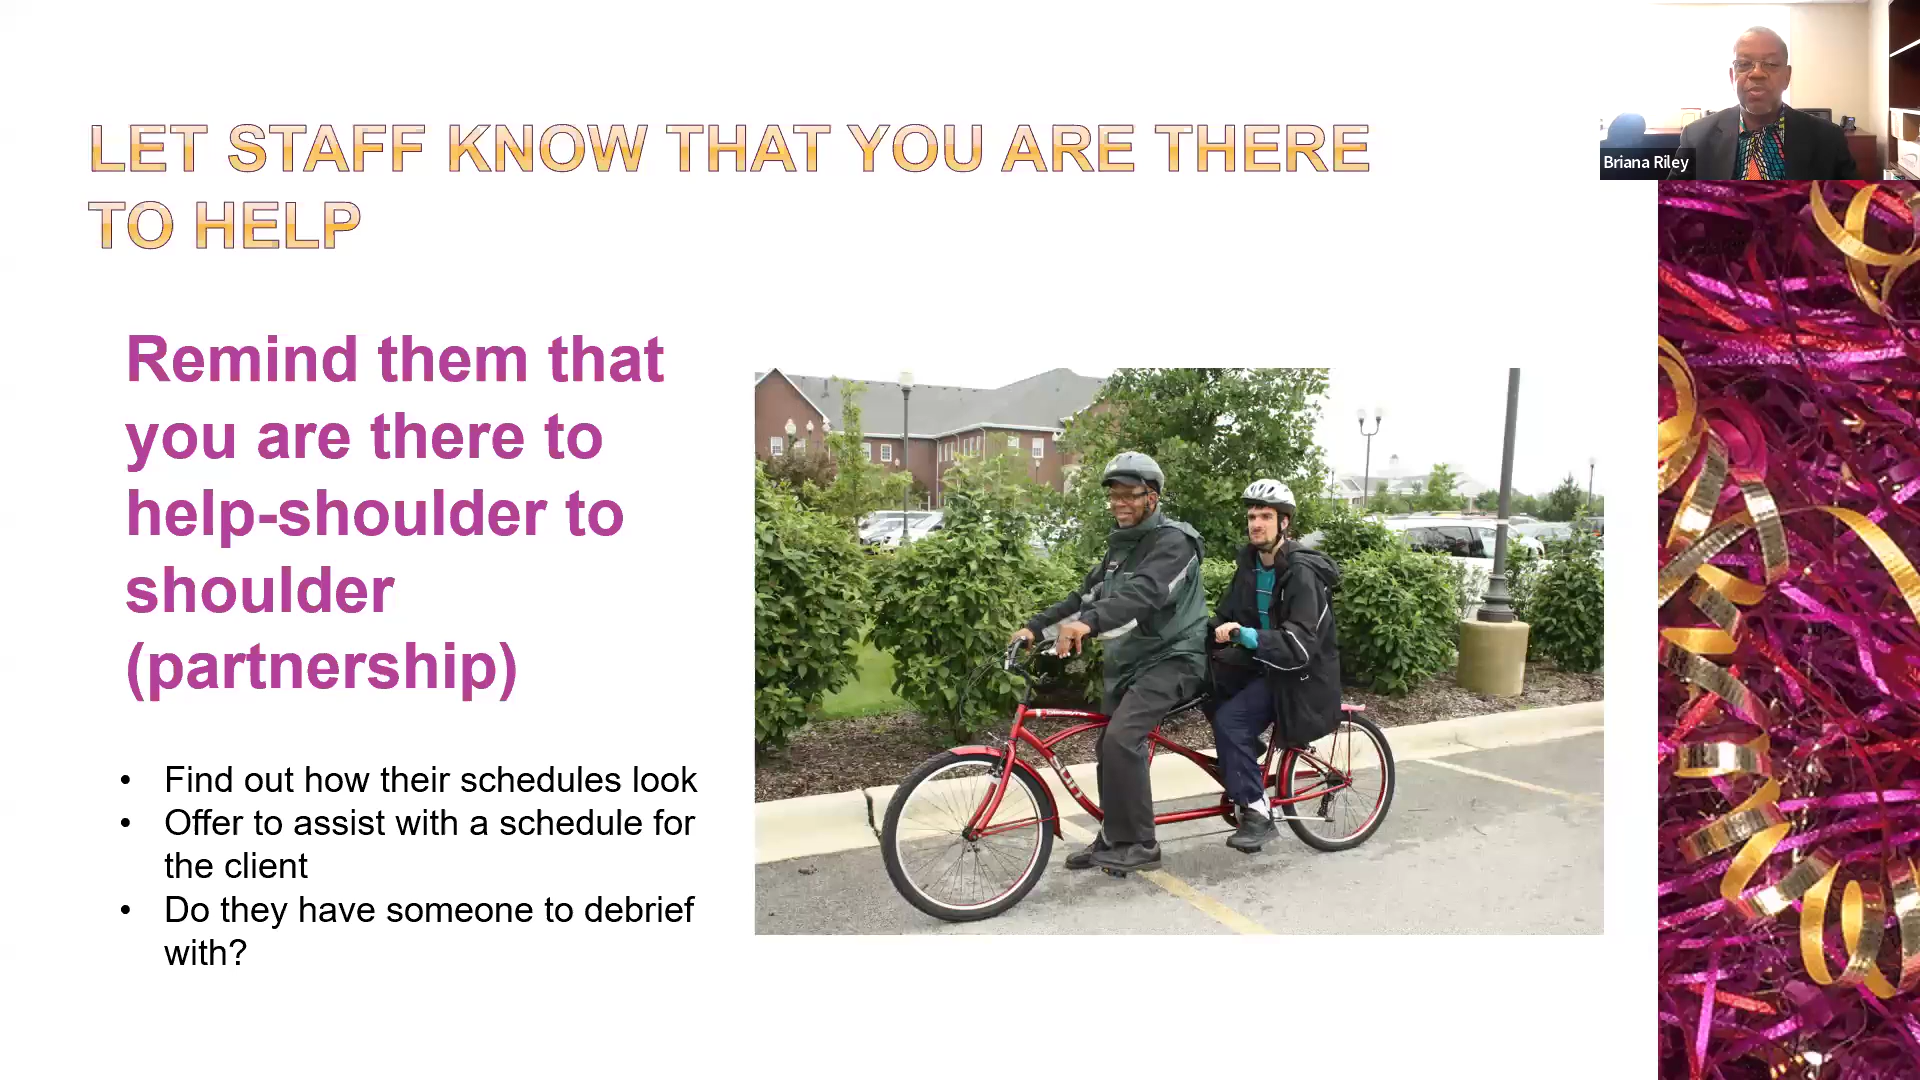 LET STAFF KNOW THAT YOU ARE THERE
TO HELP
Briana Riley
Remind them that
you are there to
help-shoulder to
shoulder
(partnership)
• Find out how their schedules look
• Offer to assist with a schedule for
the client
• Do they have someone to debrief
with?
SUN